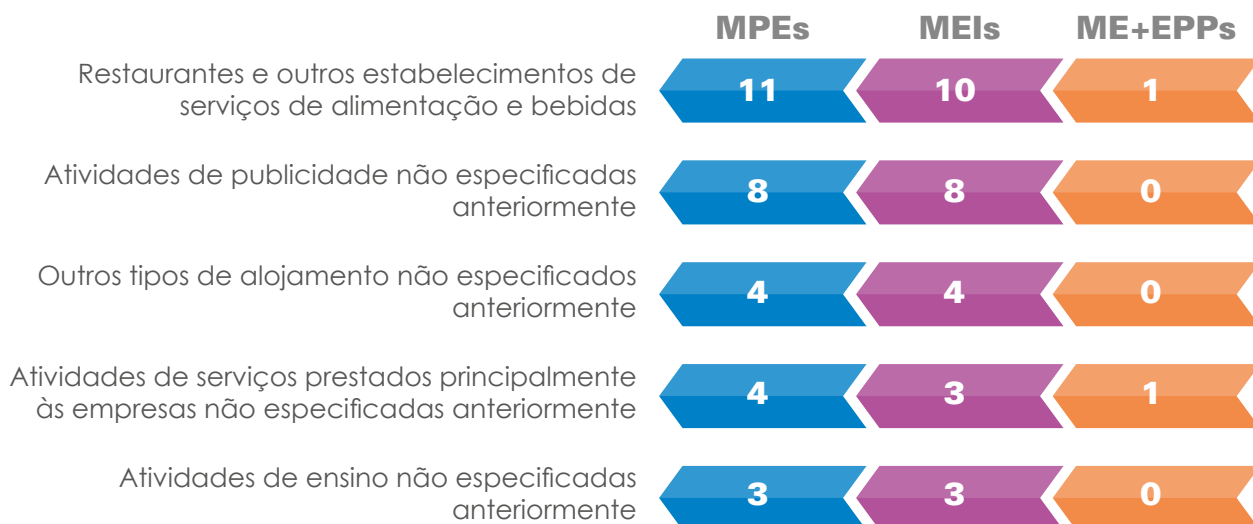 MPEs MEIs ME+EPPs
Restaurantes e outros estabelecimentos de
serviços de alimentação e bebidas
11 10 1
Atividades de publicidade não especificadas
anteriormente
8 8 0
Outros tipos de alojamento não especificados
anteriormente
4 4 0
Atividades de serviços prestados principalmente
às empresas não especificadas anteriormente
4 3 1
Atividades de ensino não especificadas
anteriormente
3 3 0